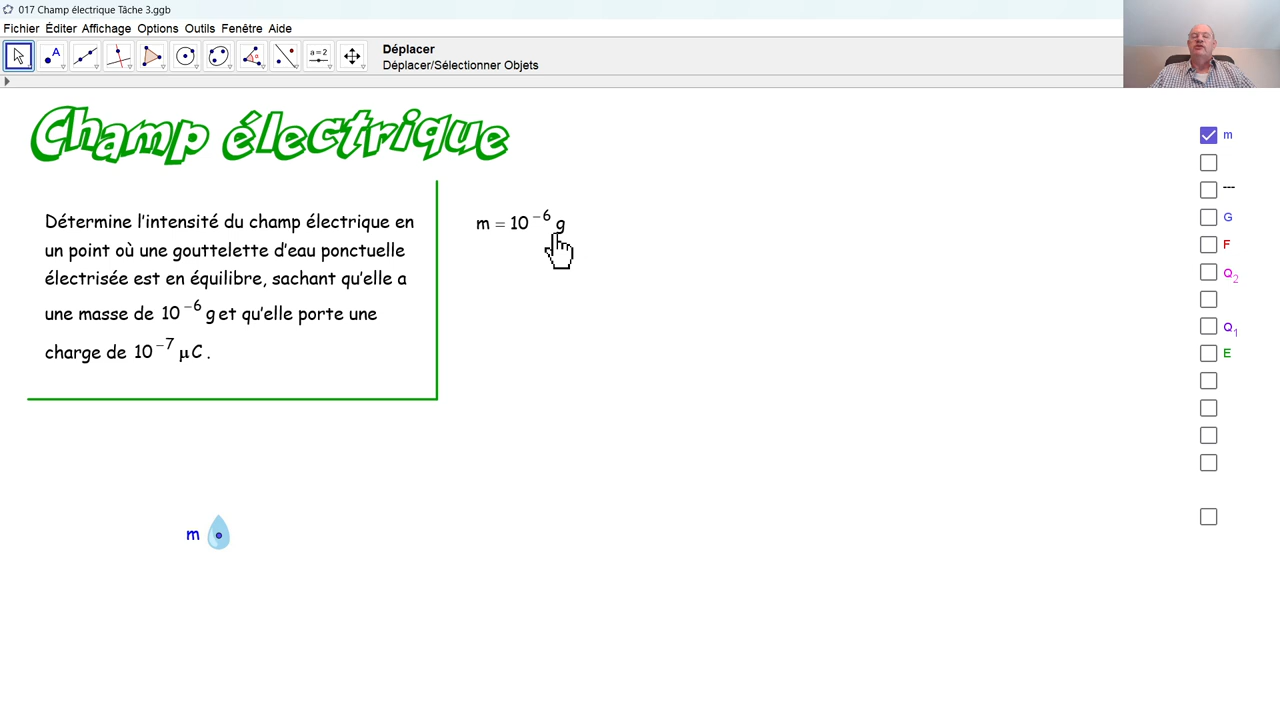 017 Champ électrique Tâche 3.ggb
Fichier Éditer Affichage Options Outils Fenêtre Aide
A
a=2
Déplacer
Déplacer/Sélectionner Objets
Champ électrique
Détermine l'intensité du champ électrique en
un point où une gouttelette d'eau ponctuelle
électrisée est en équilibre, sachant qu'elle a
une masse de 10⁻⁶ g et qu'elle porte une
charge de 10⁻⁷ μC .
m = 10⁻⁶ g
m
m
---
G
F
Q₂
Q₁
E